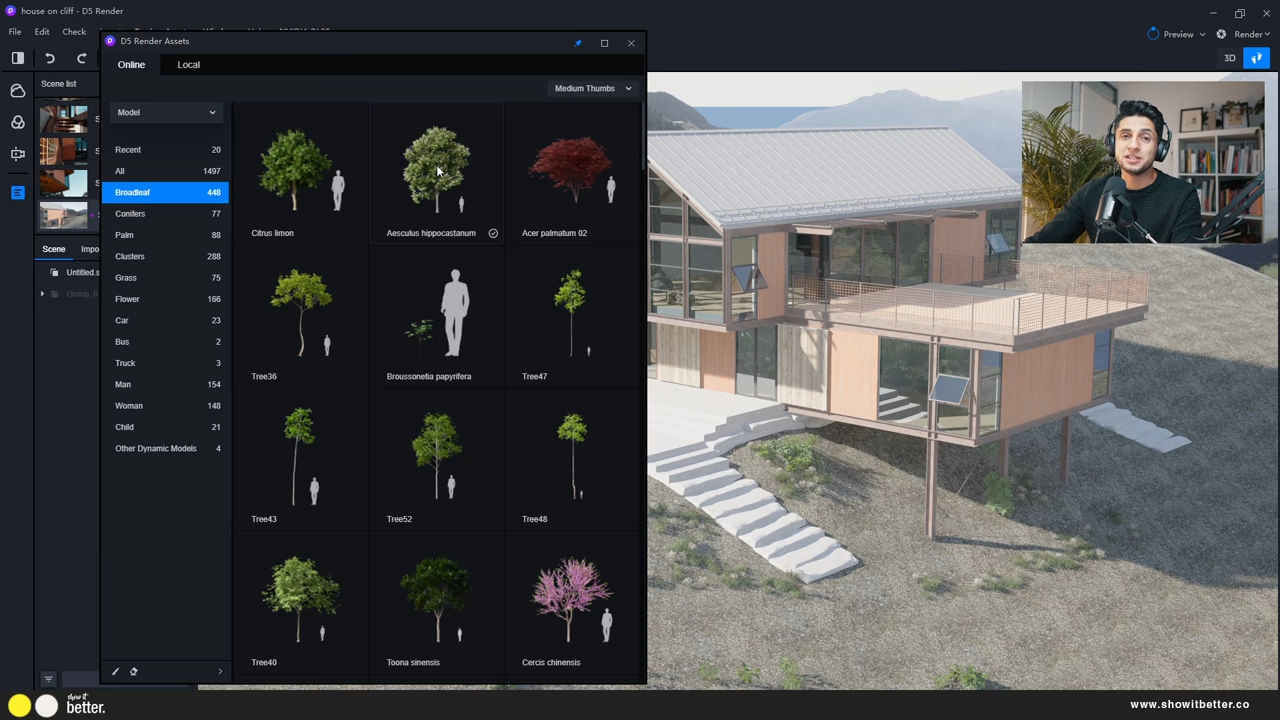 house on cliff - D5 Render
File
Edit
Check
Preview
Render
3D
D5 Render Assets
Online
Local
Medium Thumbs
Scene list
Scene
Impo
Untitled.s
Group_0
Model
Recent 20
All 1497
Broadleaf 448
Conifers 77
Palm 88
Clusters 288
Grass 75
Flower 166
Car 23
Bus 2
Truck 3
Man 154
Woman 148
Child 21
Other Dynamic Models 4
Citrus limon
Aesculus hippocastanum
Acer palmatum 02
Tree36
Broussonetia papyrifera
Tree47
Tree43
Tree52
Tree48
Tree40
Toona sinensis
Cercis chinensis
show it
better.
www.showitbetter.co